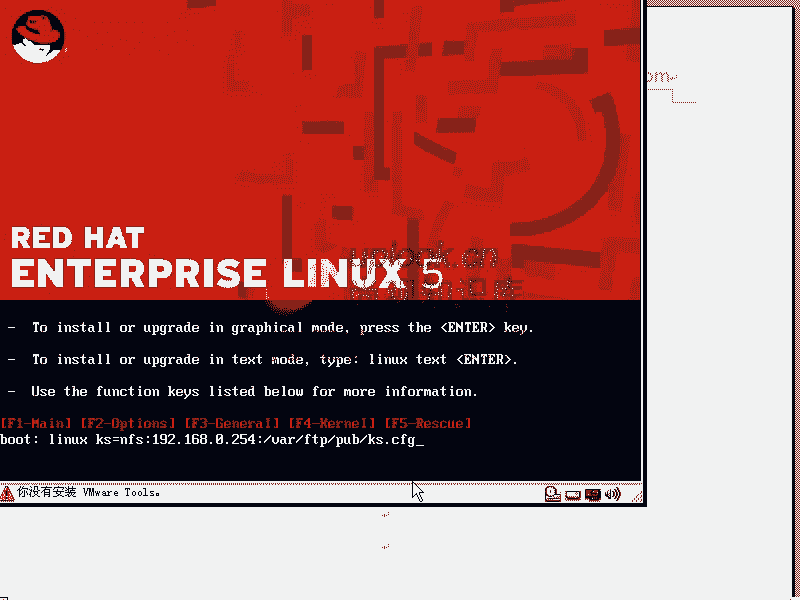 om
RED HAT
ENTERPRISE LINUX 5
unlook.cn
- To install or upgrade in graphical mode, press the <ENTER> key.
- To install or upgrade in text mode, type: linux text <ENTER>.
- Use the function keys listed below for more information.
[F1-Main] [F2-Options] [F3-General] [F4-Kernel] [F5-Rescue]
boot: linux ks=nfs:192.168.0.254:/var/ftp/pub/ks.cfg_
你没有安装 VMware Tools。